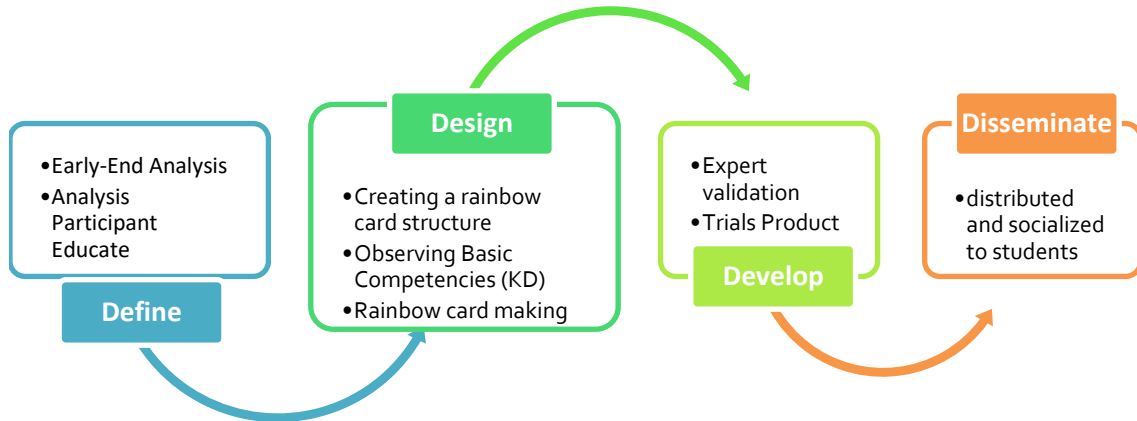 •Early-End Analysis
•Analysis
Participant
Educate
Define
Design
•Creating a rainbow
card structure
•Observing Basic
Competencies (KD)
•Rainbow card making
•Expert
validation
•Trials Product
Develop
Disseminate
•distributed
and socialized
to students